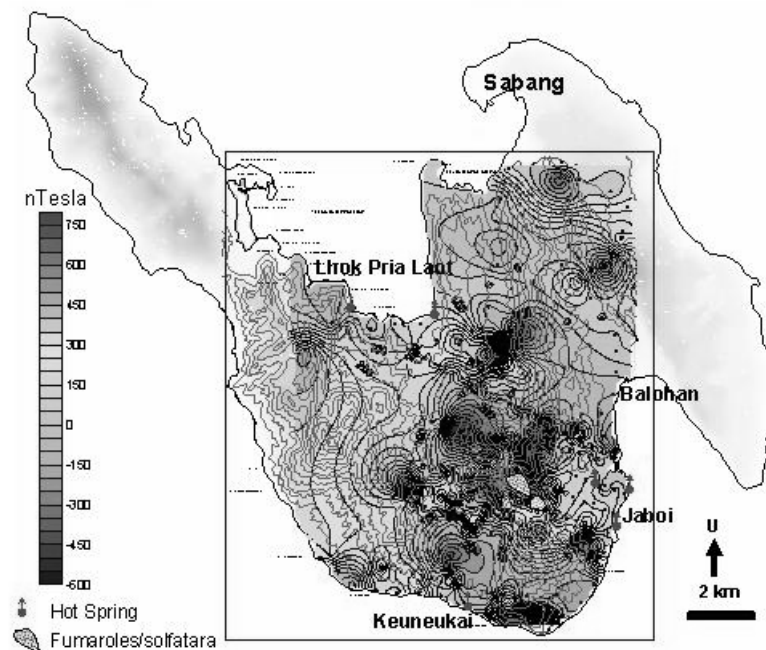 Sabang
nTesla
750
600
450
300
150
0
-150
-300
-450
-600
Lhok Pria Laot
Balohan
Jaboi
U
2 km
Keuneukai
Hot Spring
Fumaroles/solfatara